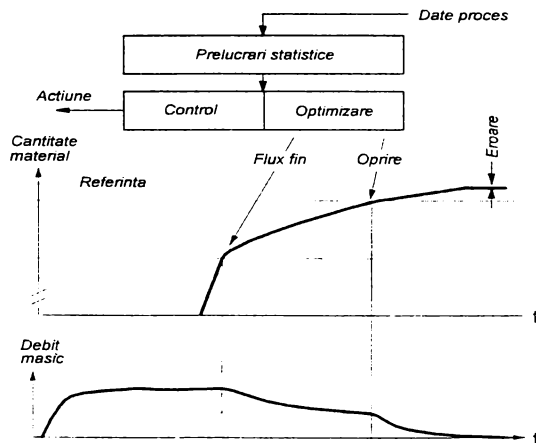 Date proces
Prelucrari statistice
Actiune
Control
Optimizare
Cantitate
material
Flux fin
Oprire
Eroare
Referinta
t
Debit
masic
t